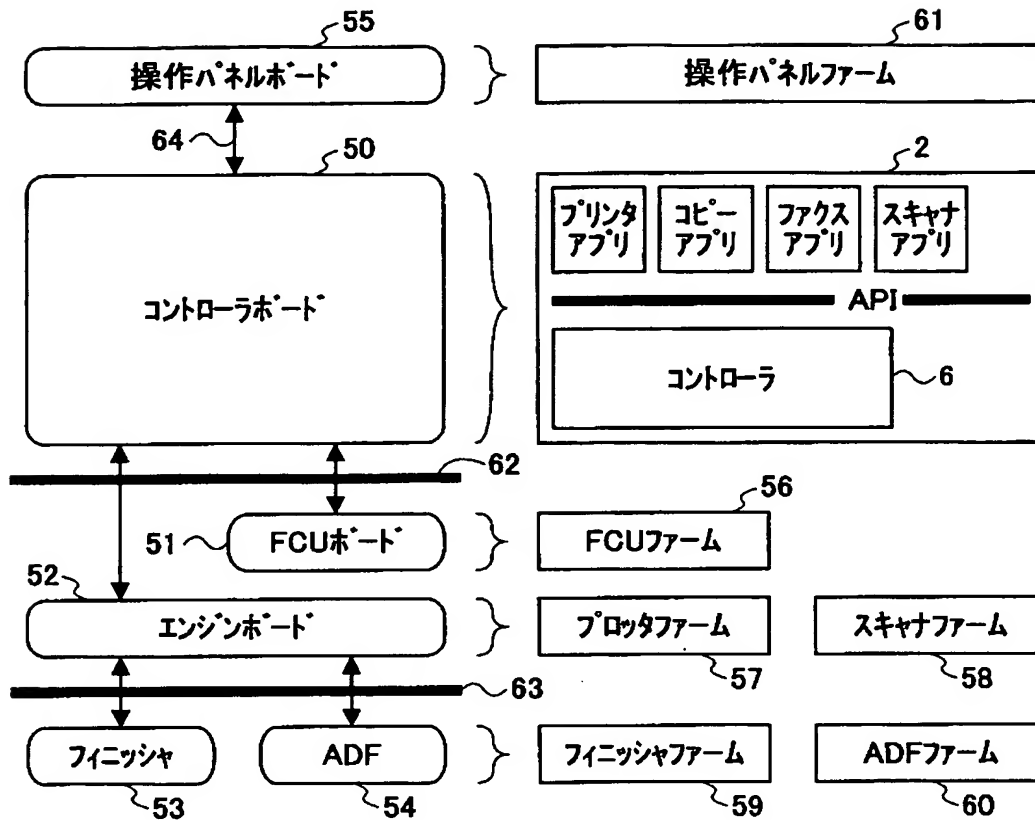 55
61
操作パネルボード
操作パネルファーム
64
50
2
プリンタ
アプリ
コピー
アプリ
ファクス
アプリ
スキャナ
アプリ
API
コントローラボード
コントローラ
6
62
56
51
FCUボード
FCUファーム
52
エンジンボード
プロッタファーム
スキャナファーム
57
58
63
フィニッシャ
ADF
フィニッシャファーム
ADFファーム
53
54
59
60